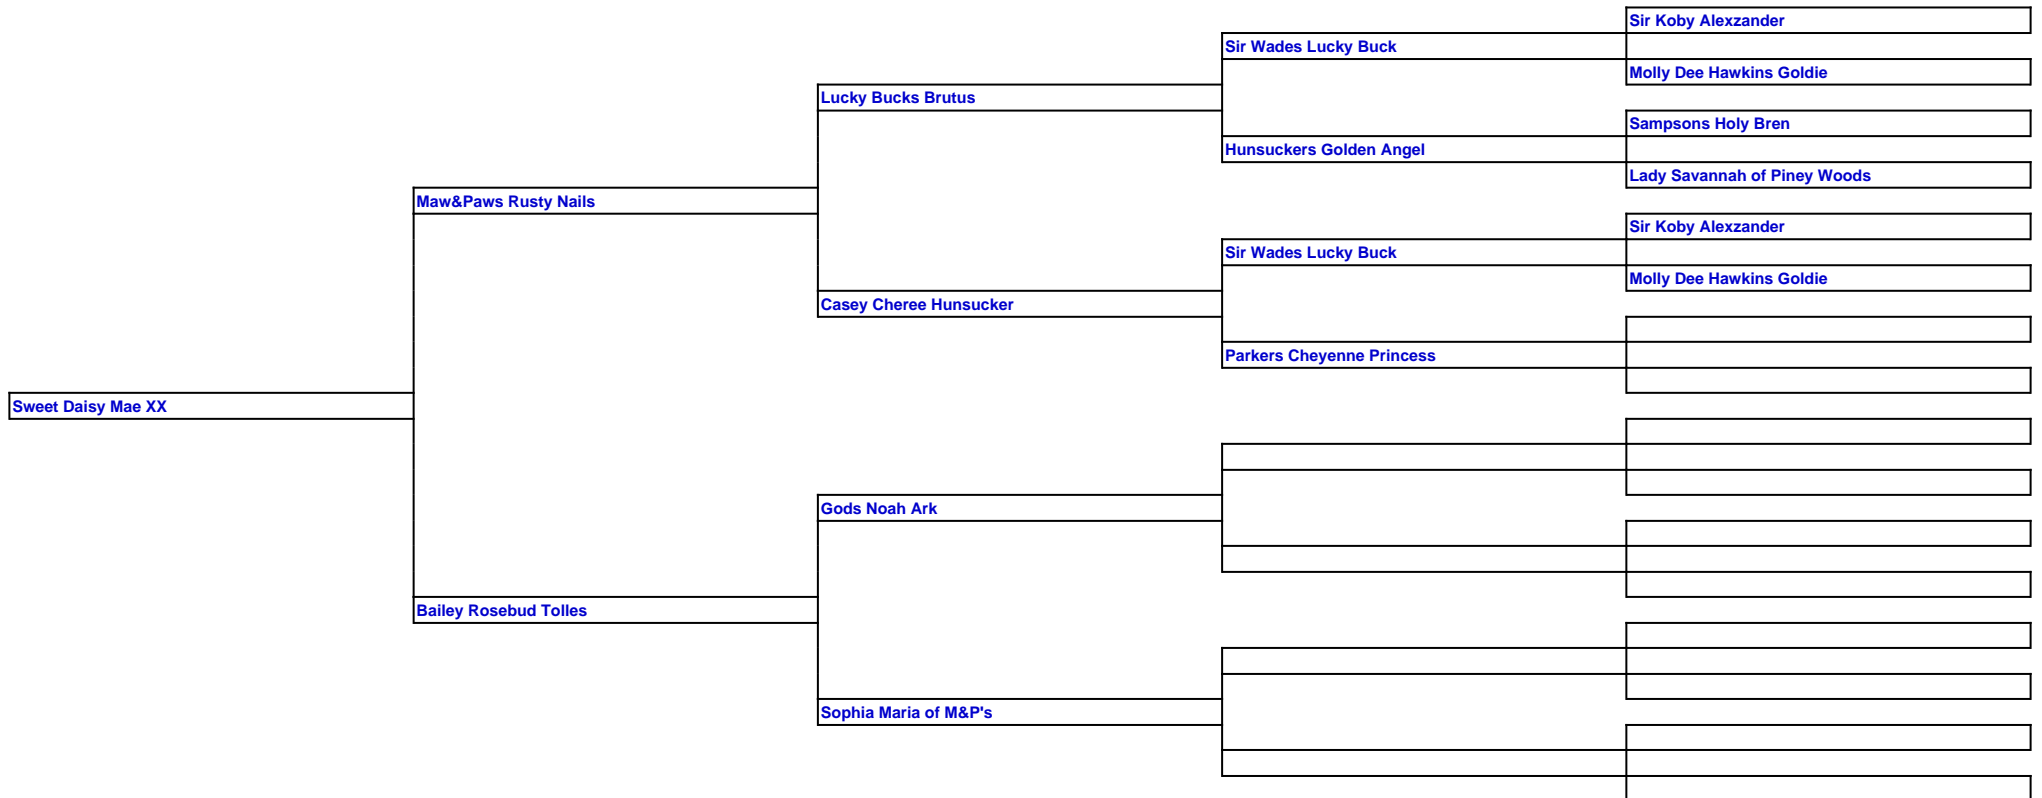 Sir Koby Alexzander
Sir Wades Lucky Buck
Molly Dee Hawkins Goldie
Lucky Bucks Brutus
Sampsons Holy Bren
Hunsuckers Golden Angel
Lady Savannah of Piney Woods
Maw&Paws Rusty Nails
Sir Koby Alexzander
Sir Wades Lucky Buck
Molly Dee Hawkins Goldie
Casey Cheree Hunsucker
Parkers Cheyenne Princess
Sweet Daisy Mae XX
Gods Noah Ark
Bailey Rosebud Tolles
Sophia Maria of M&P's